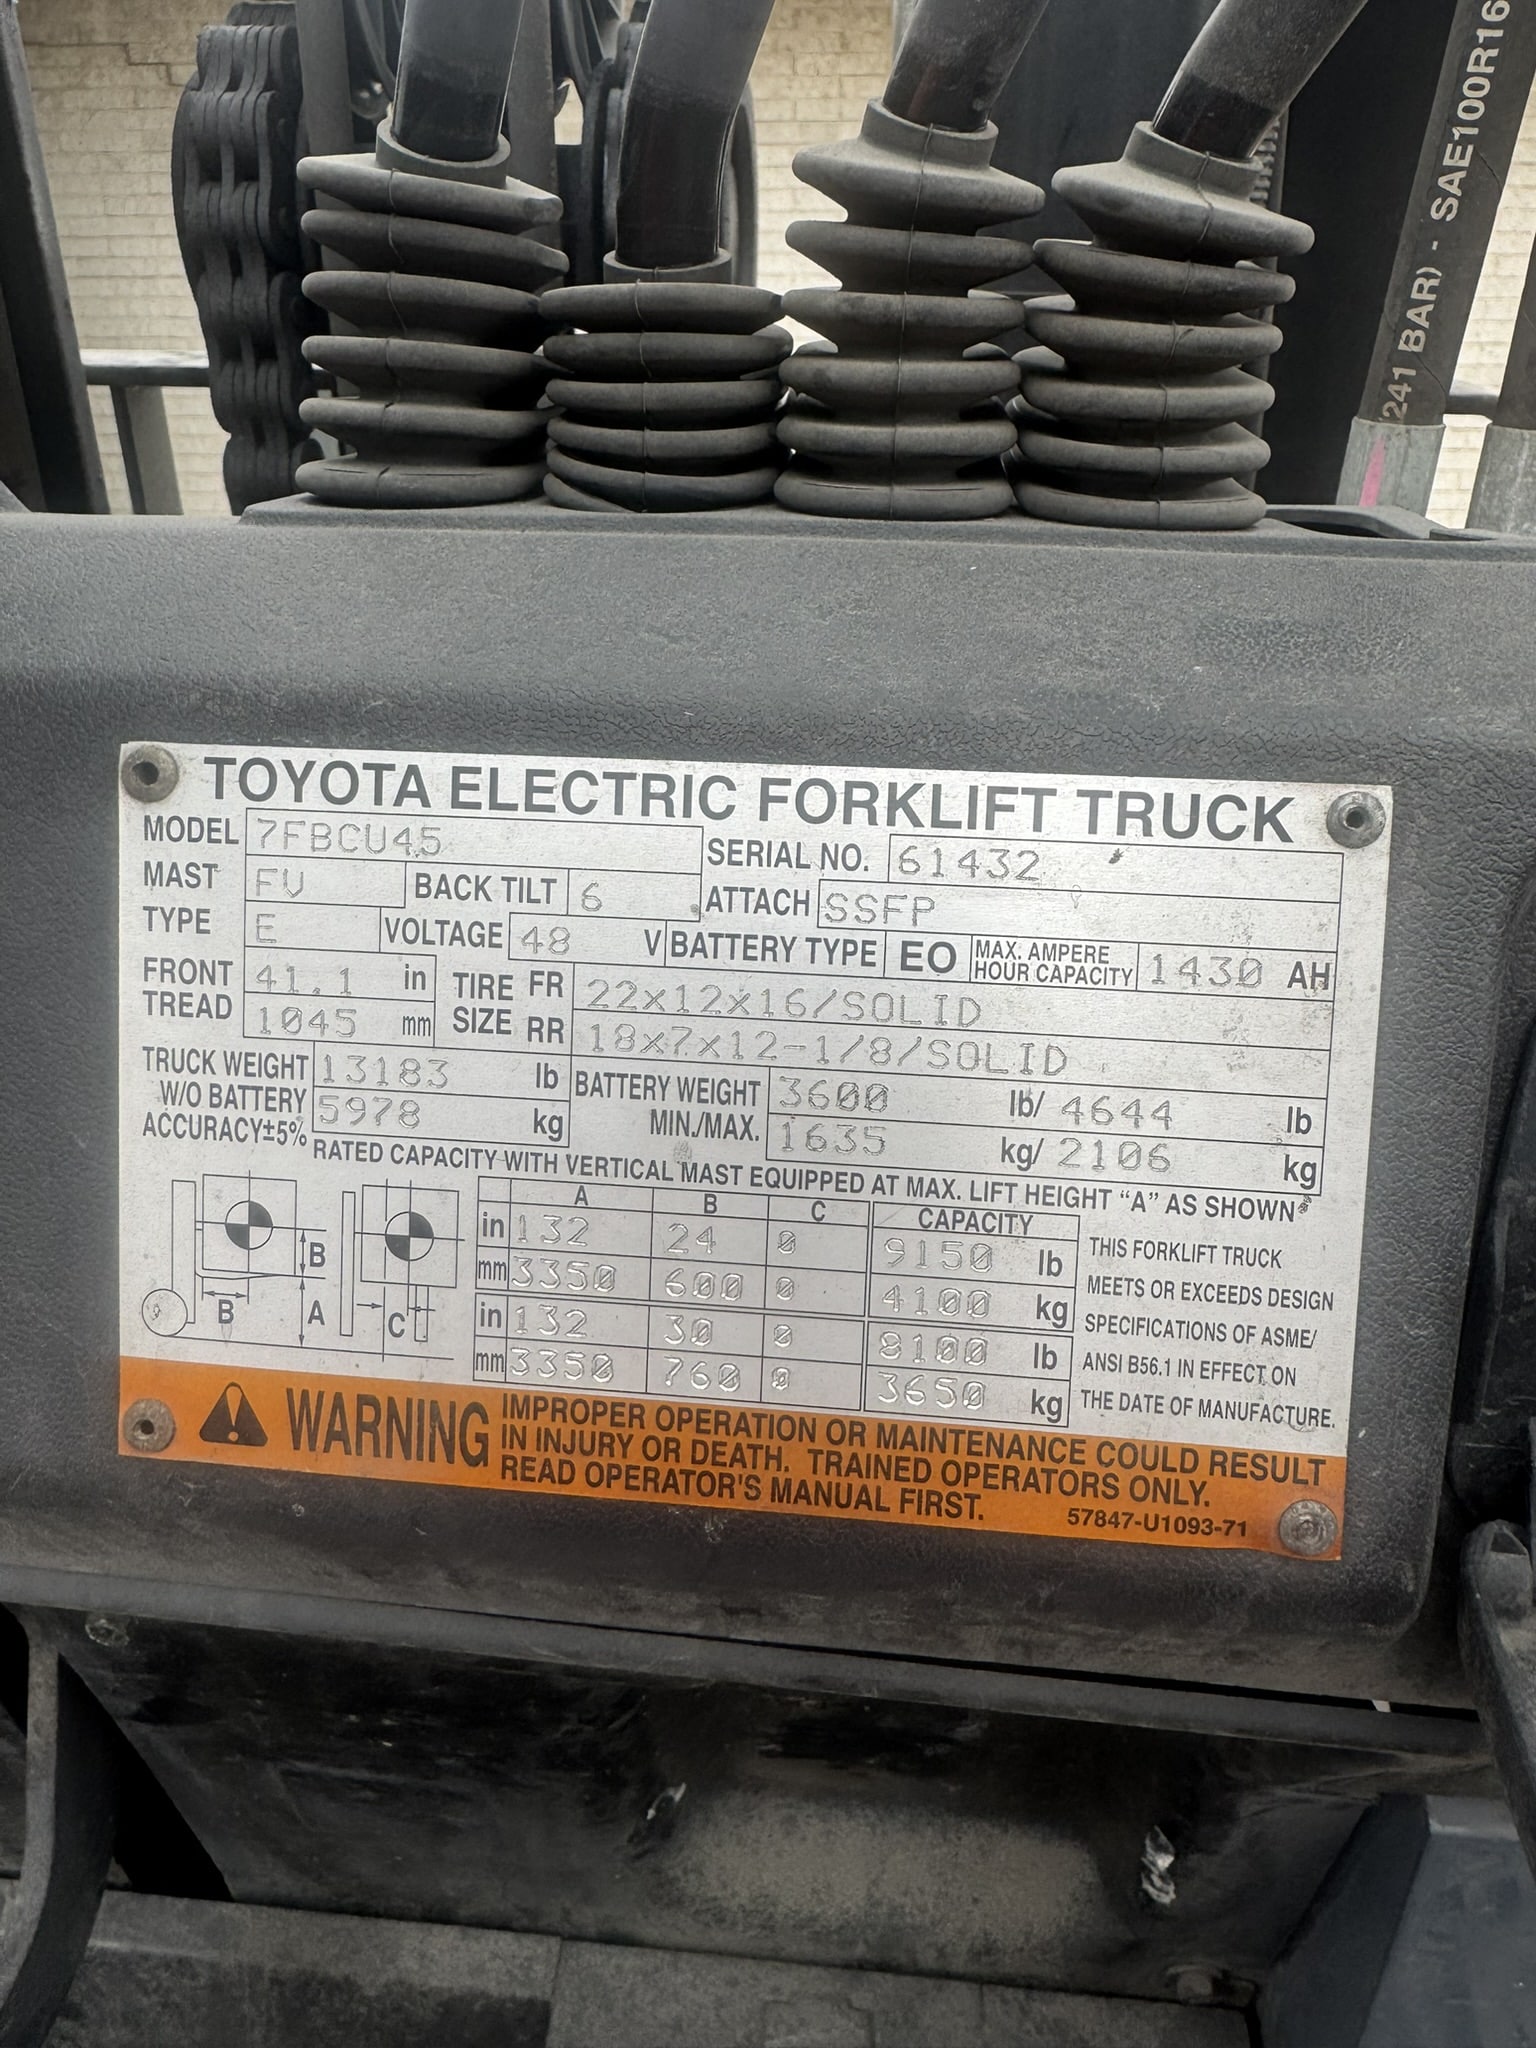 241 BAR) - SAE100R16
TOYOTA ELECTRIC FORKLIFT TRUCK
MODEL 7FBCU45 SERIAL NO. 61432
MAST FV BACK TILT 6 ATTACH SSFP
TYPE E VOLTAGE 48 V BATTERY TYPE EO MAX. AMPERE HOUR CAPACITY 1430 AH
FRONT TREAD 41.1 in TIRE SIZE FR 22x12x16/SOLID
1045 mm RR 18x7x12-1/8/SOLID
TRUCK WEIGHT 13183 lb BATTERY WEIGHT 3600 lb/ 4644 lb
W/O BATTERY 5978 kg MIN./MAX. 1635 kg/ 2106 kg
ACCURACY±5%
RATED CAPACITY WITH VERTICAL MAST EQUIPPED AT MAX. LIFT HEIGHT "A" AS SHOWN
A B C CAPACITY
in 132 24 0 9150 lb
mm 3350 600 0 4100 kg
in 132 30 0 8100 lb
mm 3350 760 0 3650 kg
B B A C
THIS FORKLIFT TRUCK
MEETS OR EXCEEDS DESIGN
SPECIFICATIONS OF ASME/
ANSI B56.1 IN EFFECT ON
THE DATE OF MANUFACTURE.
WARNING IMPROPER OPERATION OR MAINTENANCE COULD RESULT
IN INJURY OR DEATH. TRAINED OPERATORS ONLY.
READ OPERATOR'S MANUAL FIRST. 57847-U1093-71